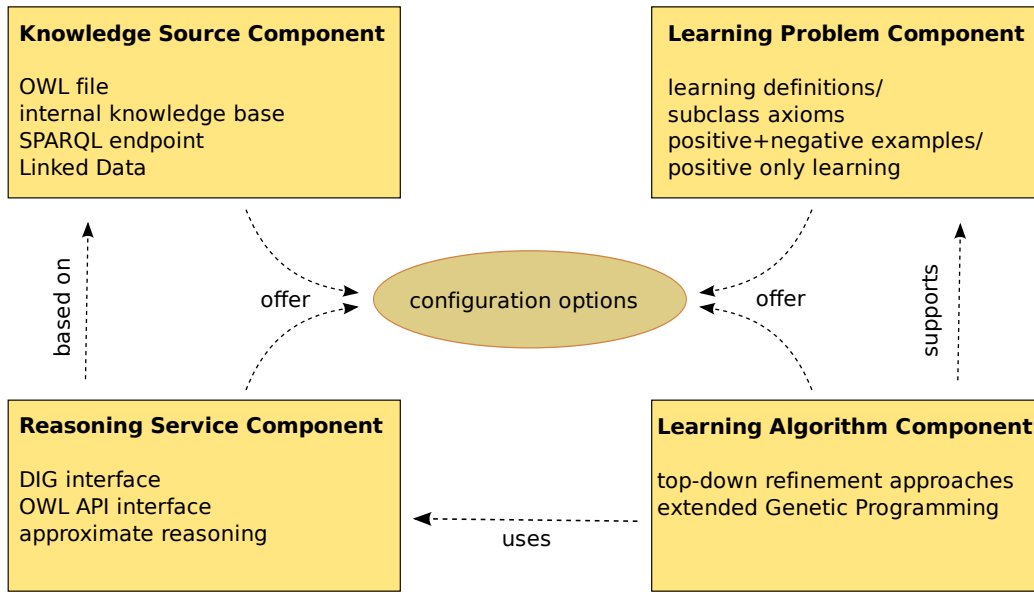 Knowledge Source Component
OWL file
internal knowledge base
SPARQL endpoint
Linked Data
Learning Problem Component
learning definitions/
subclass axioms
positive+negative examples/
positive only learning
based on
offer
configuration options
offer
supports
Reasoning Service Component
DIG interface
OWL API interface
approximate reasoning
uses
Learning Algorithm Component
top-down refinement approaches
extended Genetic Programming